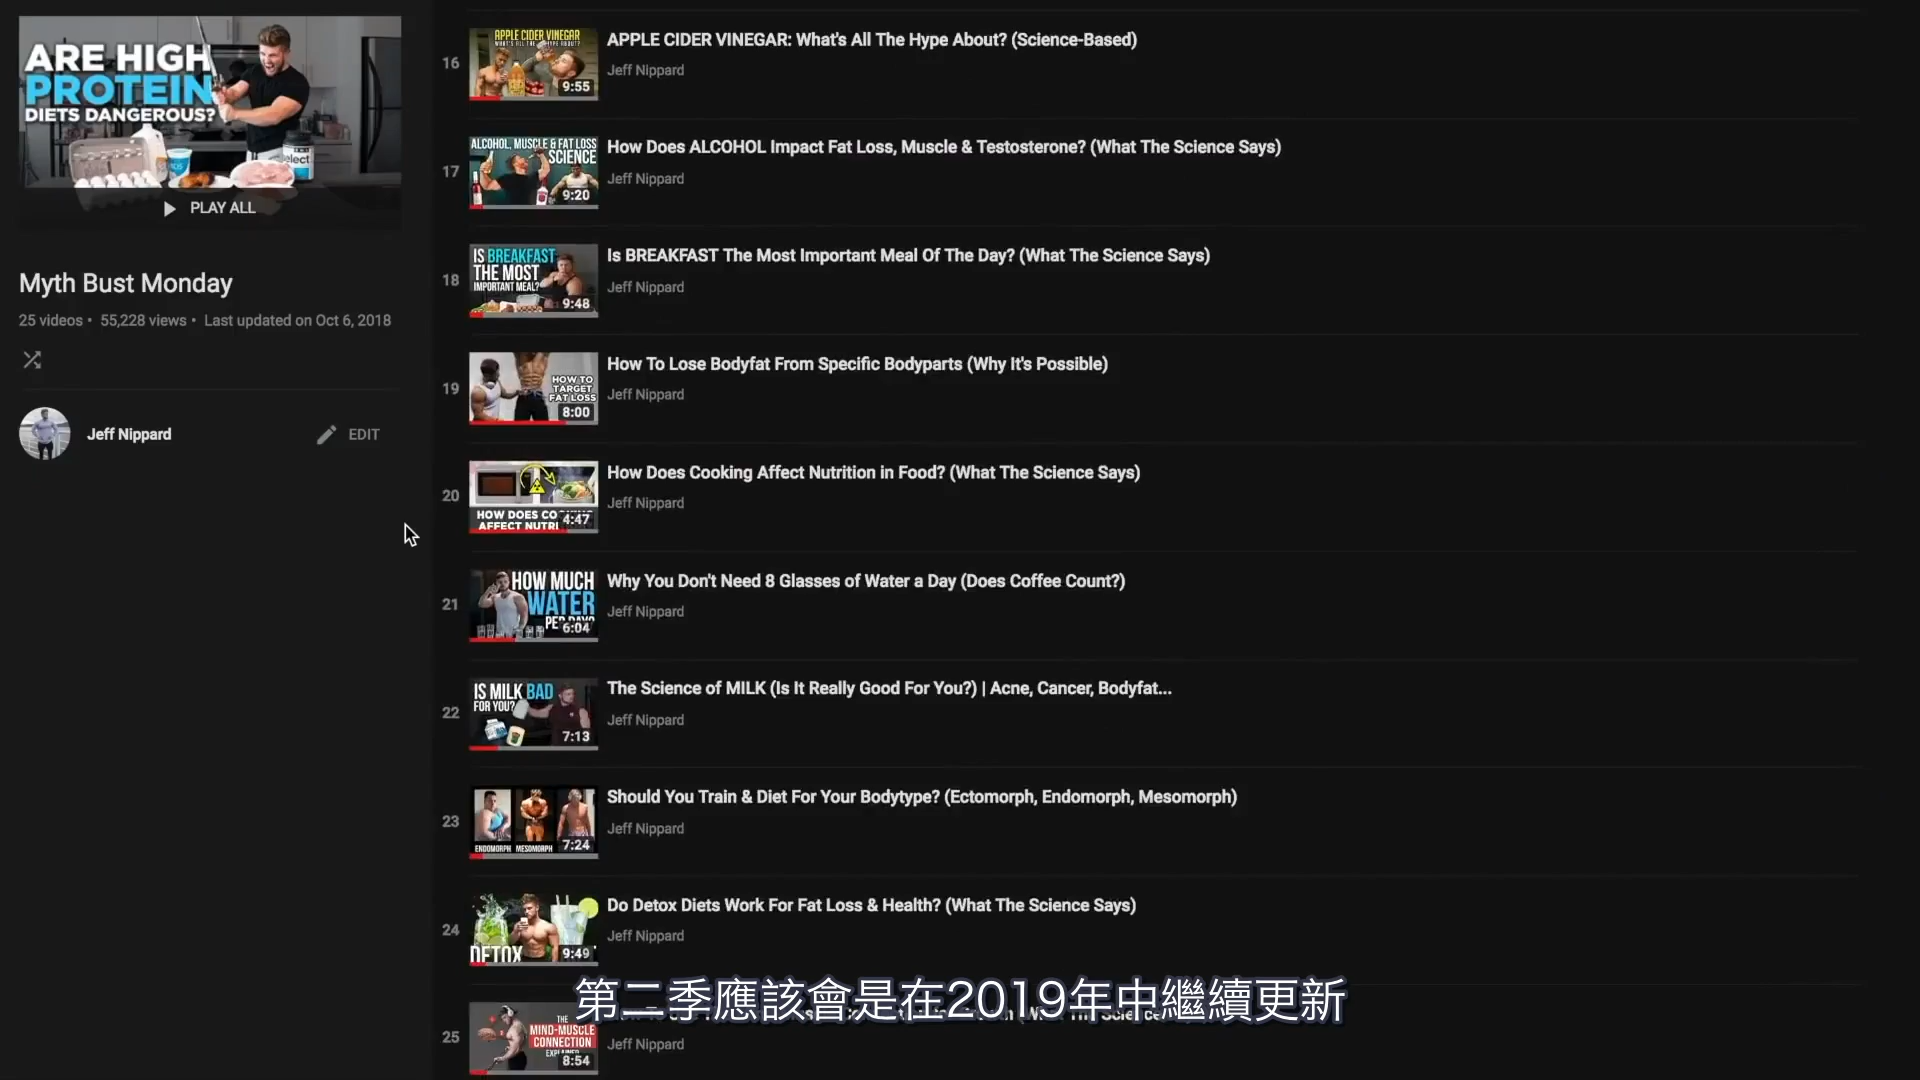 ARE HIGH
PROTEIN
DIETS DANGEROUS?
PLAY ALL
Myth Bust Monday
25 videos • 55,228 views • Last updated on Oct 6, 2018
Jeff Nippard
EDIT
16
APPLE CIDER VINEGAR
WHAT'S ALL THE HYPE ABOUT?
9:55
APPLE CIDER VINEGAR: What's All The Hype About? (Science-Based)
Jeff Nippard
17
ALCOHOL, MUSCLE & FAT LOSS
SCIENCE
9:20
How Does ALCOHOL Impact Fat Loss, Muscle & Testosterone? (What The Science Says)
Jeff Nippard
18
IS BREAKFAST
THE MOST
IMPORTANT MEAL?
9:48
Is BREAKFAST The Most Important Meal Of The Day? (What The Science Says)
Jeff Nippard
19
HOW TO
TARGET
FAT LOSS
8:00
How To Lose Bodyfat From Specific Bodyparts (Why It's Possible)
Jeff Nippard
20
HOW DOES CO
AFFECT NUTRI
4:47
How Does Cooking Affect Nutrition in Food? (What The Science Says)
Jeff Nippard
21
HOW MUCH
WATER
PER DAY?
6:04
Why You Don't Need 8 Glasses of Water a Day (Does Coffee Count?)
Jeff Nippard
22
IS MILK BAD
FOR YOU?
7:13
The Science of MILK (Is It Really Good For You?) | Acne, Cancer, Bodyfat...
Jeff Nippard
23
ENDOMORPH MESOMORPH
7:24
Should You Train & Diet For Your Bodytype? (Ectomorph, Endomorph, Mesomorph)
Jeff Nippard
24
DETOX
9:49
Do Detox Diets Work For Fat Loss & Health? (What The Science Says)
Jeff Nippard
第二季應該會是在2019年中繼續更新
25
THE
MIND-MUSCLE
CONNECTION
8:54
Jeff Nippard